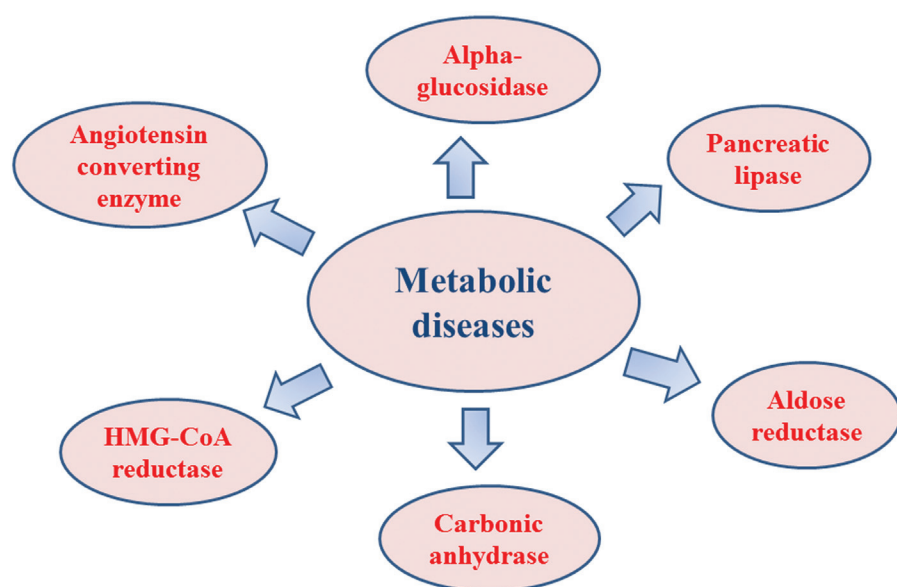 Alpha-
glucosidase
Angiotensin
converting
enzyme
Pancreatic
lipase
Metabolic
diseases
HMG-CoA
reductase
Aldose
reductase
Carbonic
anhydrase